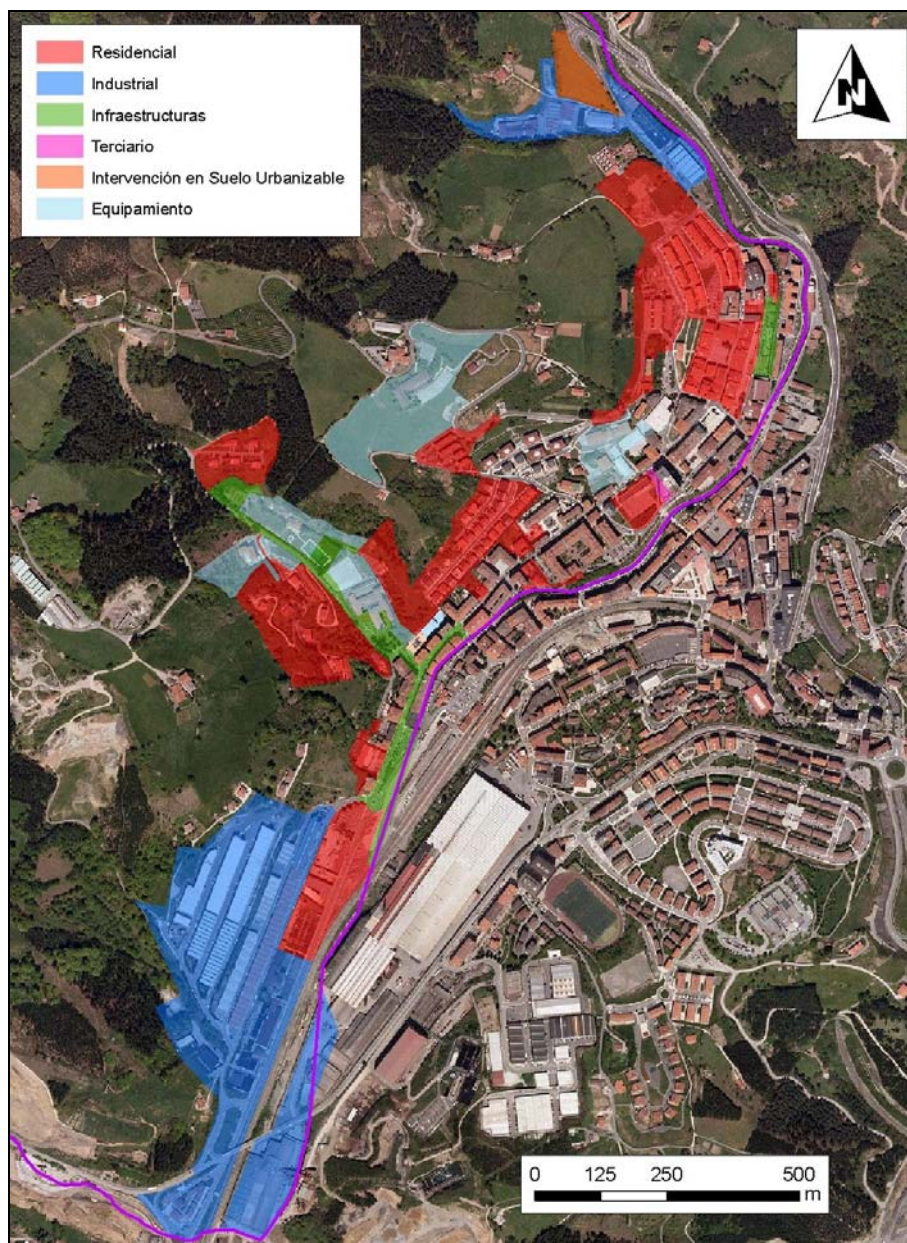 Residencial
Industrial
Infraestructuras
Terciario
Intervención en Suelo Urbanizable
Equipamiento
N
0 125 250 500
m